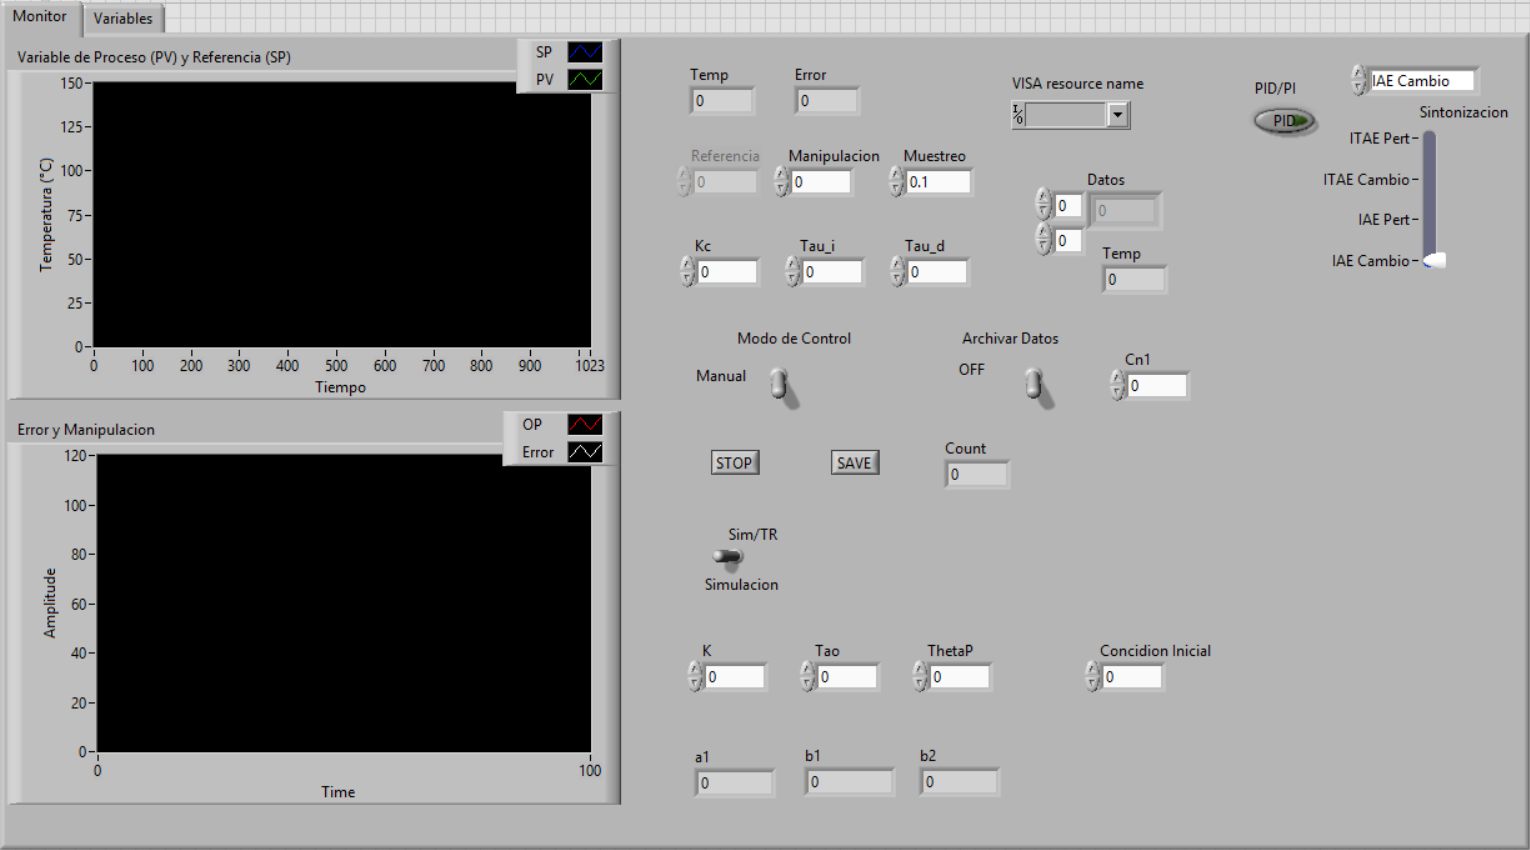 Monitor
Variables
Variable de Proceso (PV) y Referencia (SP)
SP
PV
150
125
100
75
50
25
0
Temperatura (°C)
0 100 200 300 400 500 600 700 800 900 1023
Tiempo
Error y Manipulacion
OP
Error
120
100
80
60
40
20
0
Amplitude
0 100
Time
Temp
0
Error
0
VISA resource name
I/0
PID/PI
PID
IAE Cambio
Sintonizacion
ITAE Pert
ITAE Cambio
IAE Pert
IAE Cambio
Referencia
0
Manipulacion
0
Muestreo
0.1
Datos
0
0
0
Temp
0
Kc
0
Tau_i
0
Tau_d
0
Modo de Control
Manual
Archivar Datos
OFF
Cn1
0
STOP
SAVE
Count
0
Sim/TR
Simulacion
K
0
Tao
0
ThetaP
0
Concidion Inicial
0
a1
0
b1
0
b2
0